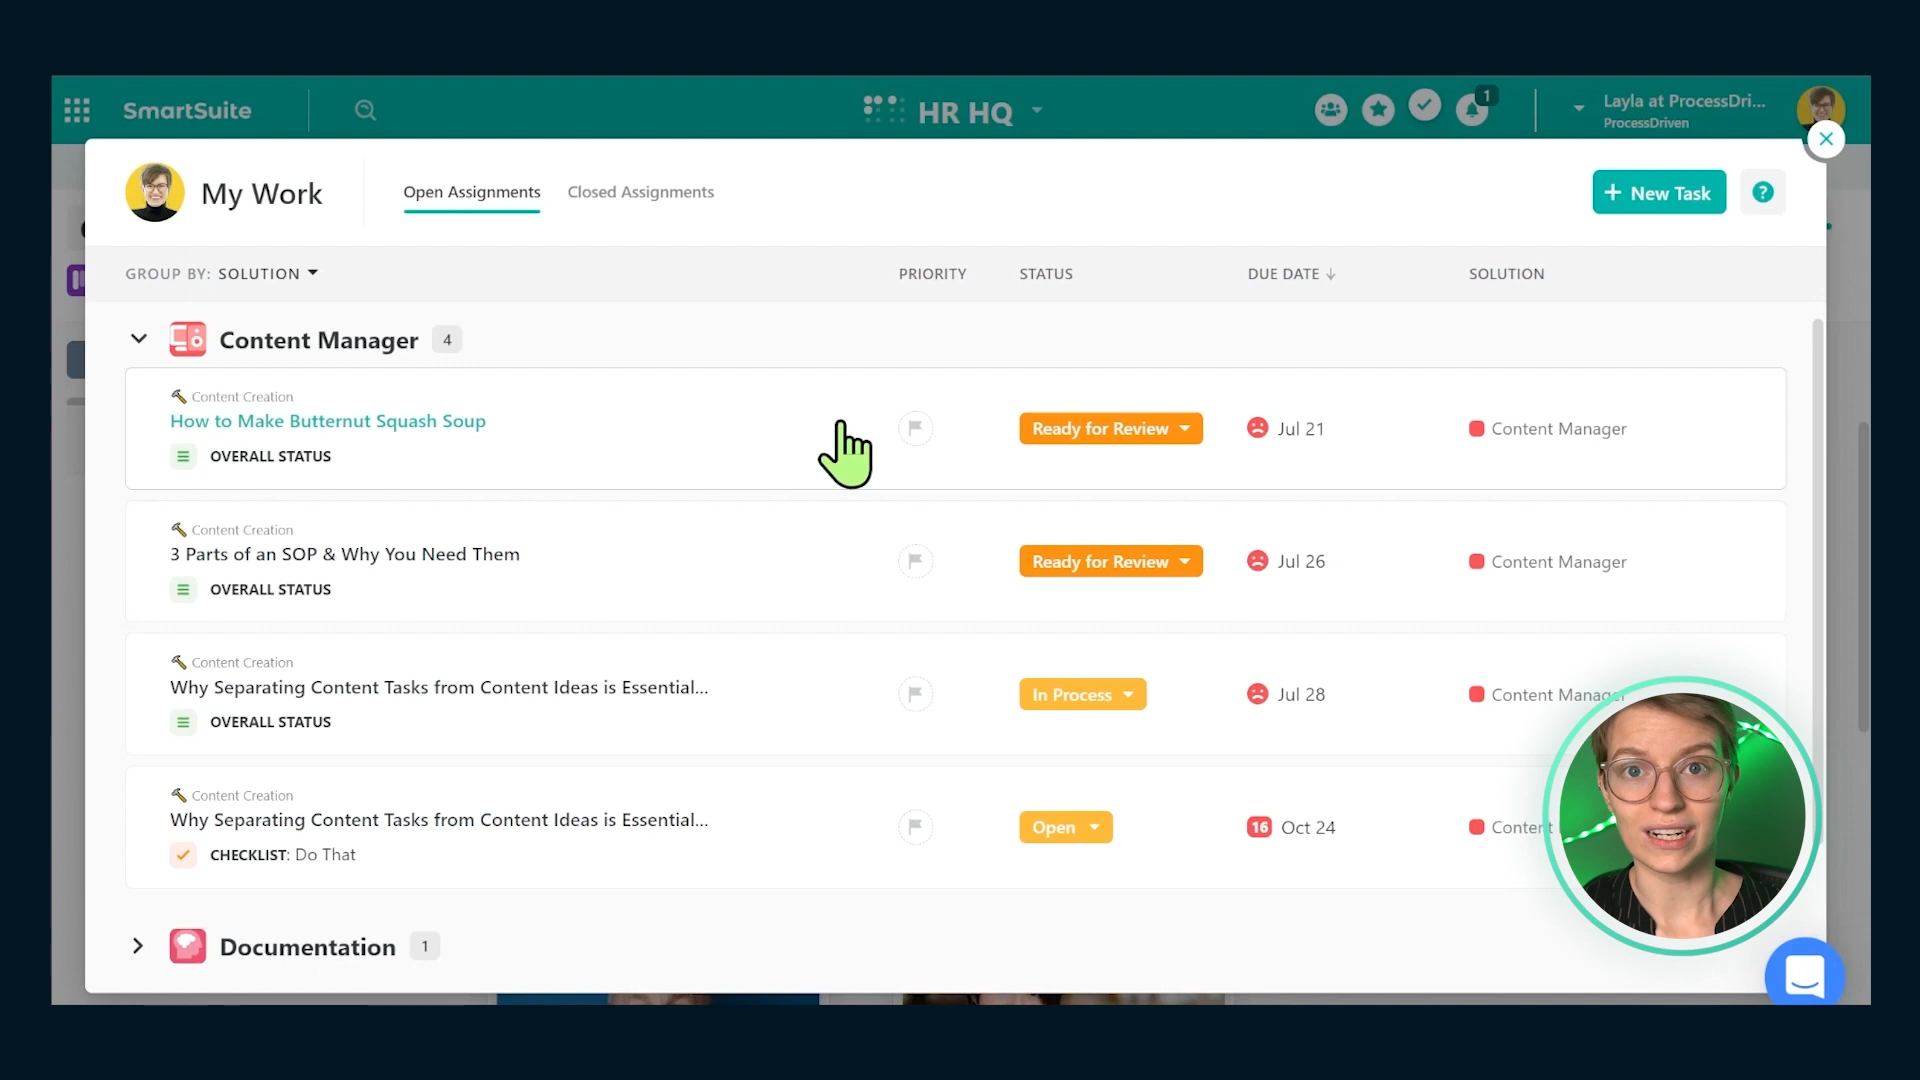 SmartSuite
HR HQ
1
Layla at ProcessDri...
ProcessDriven
My Work
Open Assignments
Closed Assignments
+ New Task
?
GROUP BY: SOLUTION
PRIORITY
STATUS
DUE DATE ↓
SOLUTION
Content Manager 4
Content Creation
How to Make Butternut Squash Soup
OVERALL STATUS
Ready for Review
Jul 21
Content Manager
Content Creation
3 Parts of an SOP & Why You Need Them
OVERALL STATUS
Ready for Review
Jul 26
Content Manager
Content Creation
Why Separating Content Tasks from Content Ideas is Essential...
OVERALL STATUS
In Process
Jul 28
Content Manager
Content Creation
Why Separating Content Tasks from Content Ideas is Essential...
CHECKLIST: Do That
Open
16 Oct 24
Content
Documentation 1